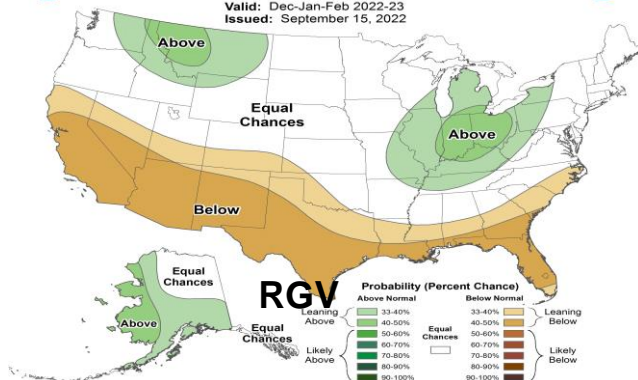 Valid: Dec-Jan-Feb 2022-23
Issued: September 15, 2022
Above
Equal
Chances
Above
Below
Equal
Chances
Above
RGV
Equal
Chances
Probability (Percent Chance)
Above Normal
Below Normal
Leaning
Above
33-40%
40-50%
50-60%
Likely
Above
60-70%
70-80%
80-90%
90-100%
Equal
Chances
33-40%
40-50%
50-60%
Leaning
Below
60-70%
70-80%
80-90%
90-100%
Likely
Below